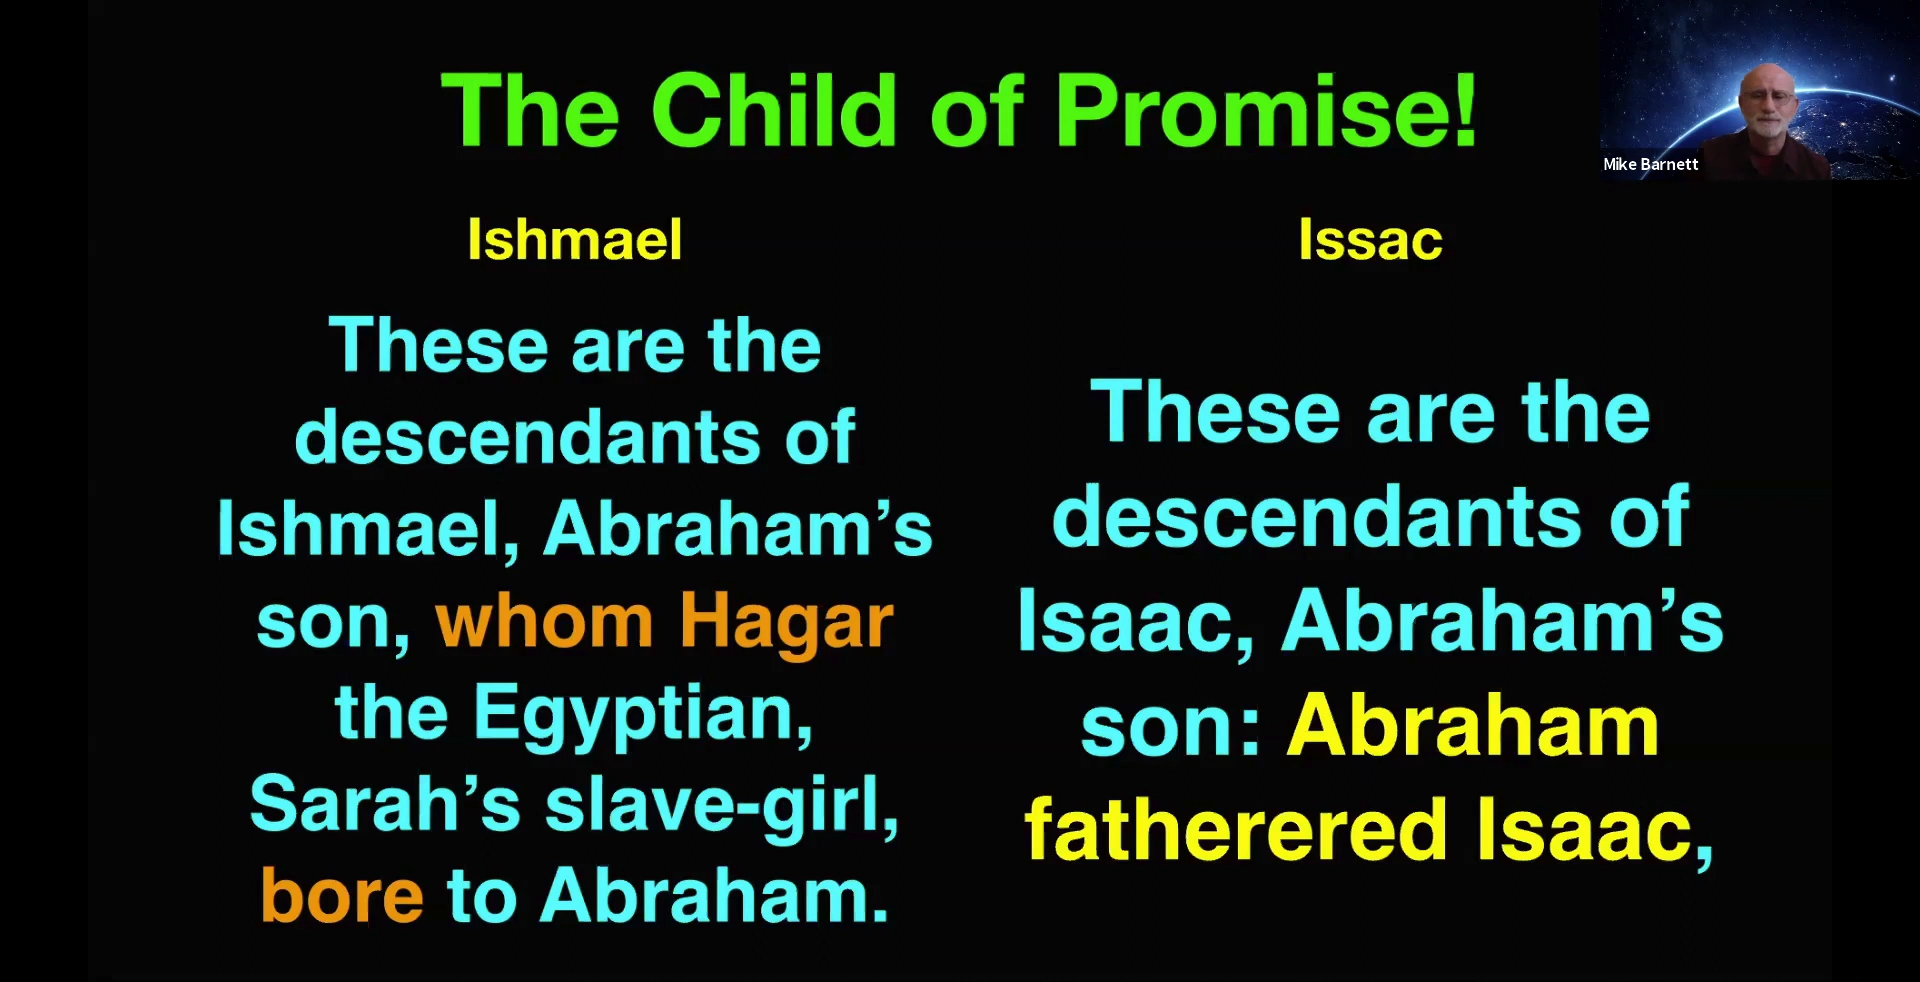 The Child of Promise!
Mike Barnett
Ishmael
These are the
descendants of
Ishmael, Abraham’s
son, whom Hagar
the Egyptian,
Sarah’s slave-girl,
bore to Abraham.
Issac
These are the
descendants of
Isaac, Abraham’s
son: Abraham
fatherered Isaac,